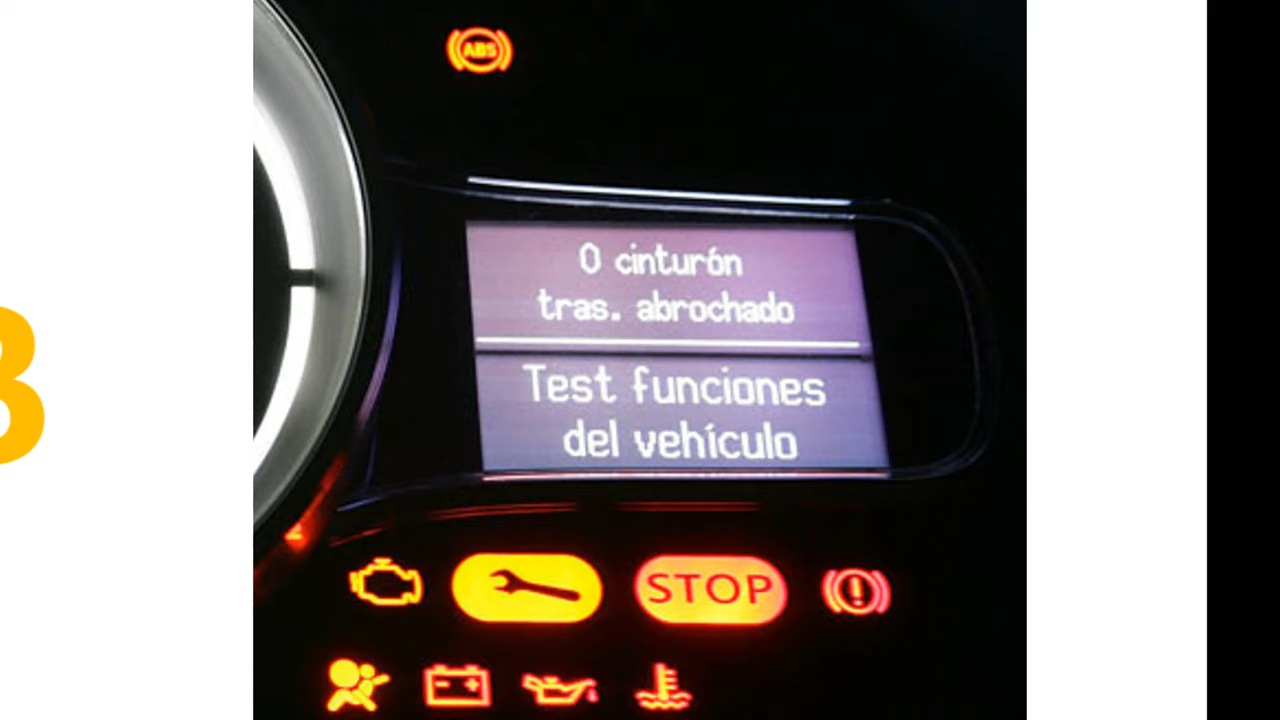 ABS
0 cinturón
tras. abrochado
Test funciones
del vehículo
STOP